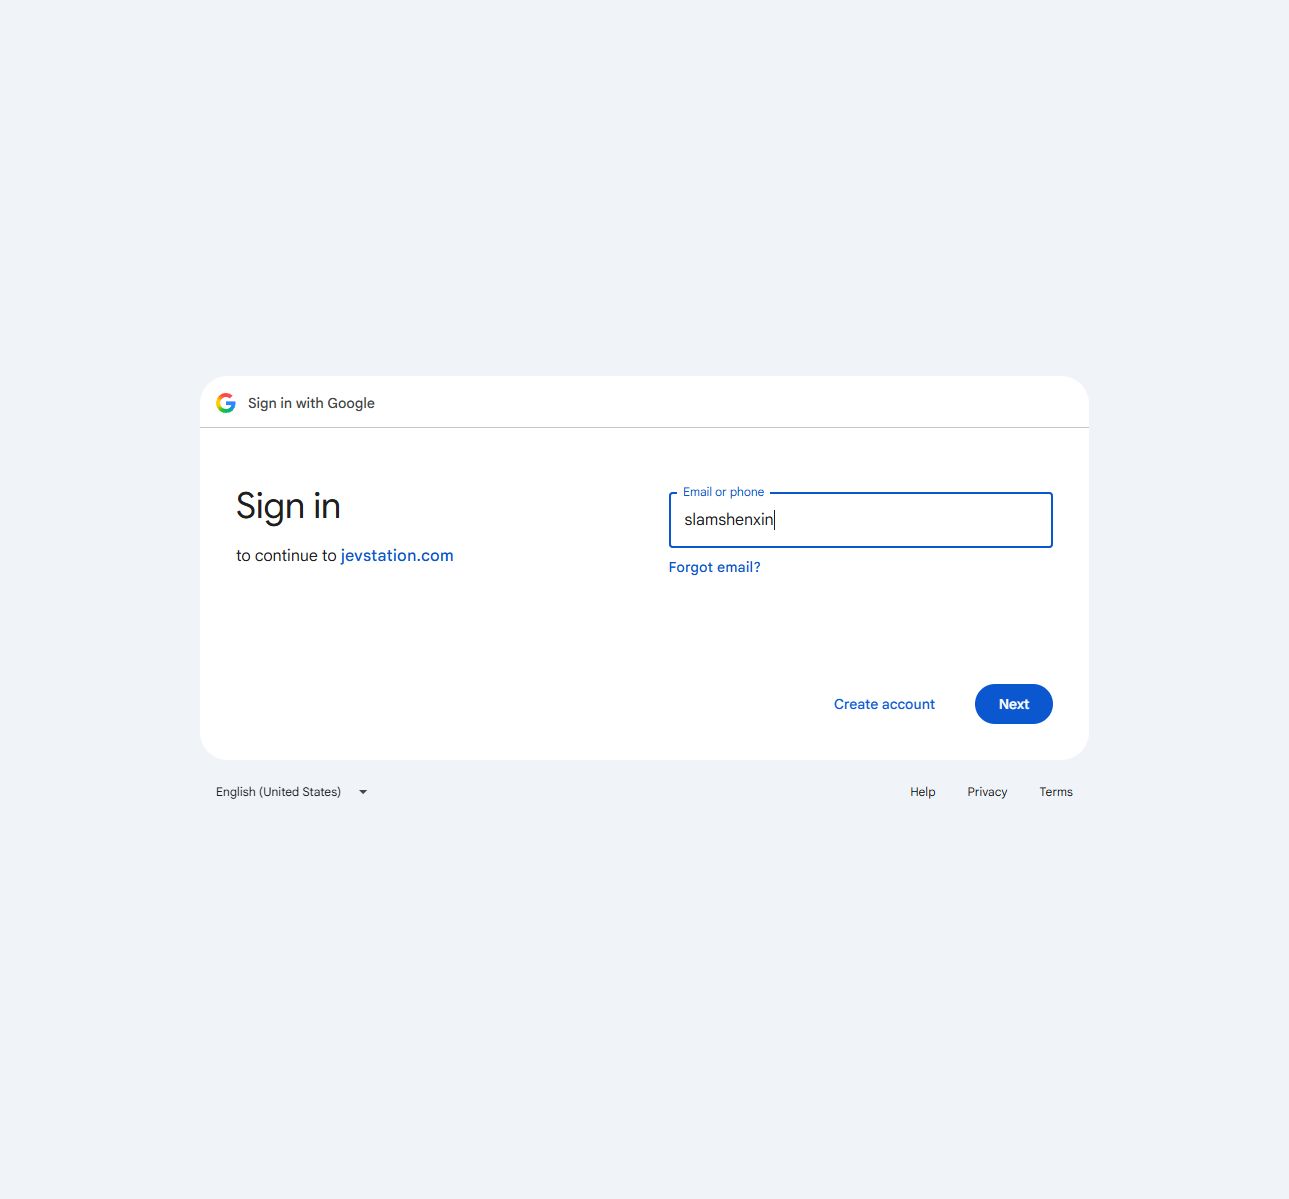 Sign in with Google
Sign in
to continue to jevstation.com
Email or phone
slamshenxin
Forgot email?
Create account
Next
English (United States)
Help
Privacy
Terms